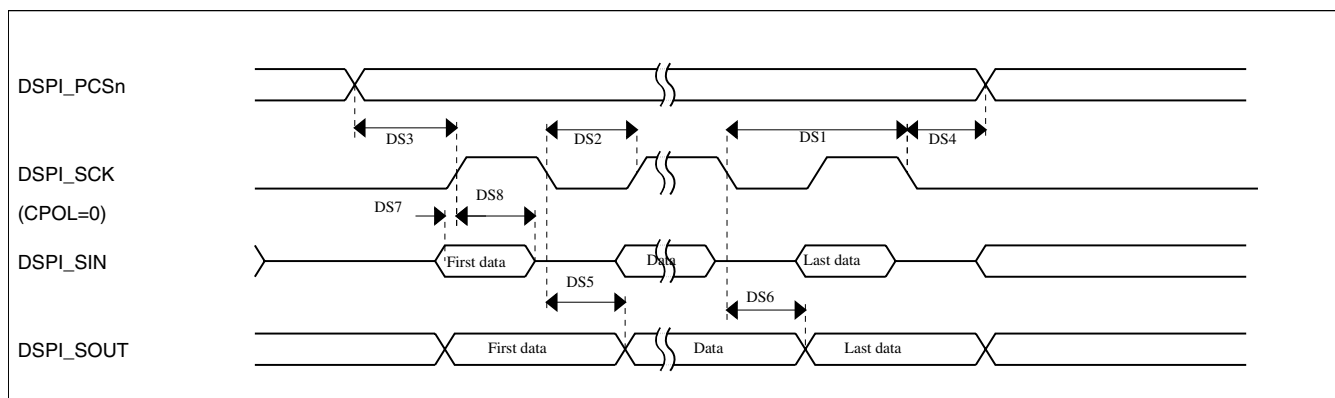 DSPI_PCSn
DS3
DS2
DS1
DS4
DSPI_SCK
(CPOL=0)
DS7
DS8
DSPI_SIN
First data
Data
Last data
DS5
DS6
DSPI_SOUT
First data
Data
Last data